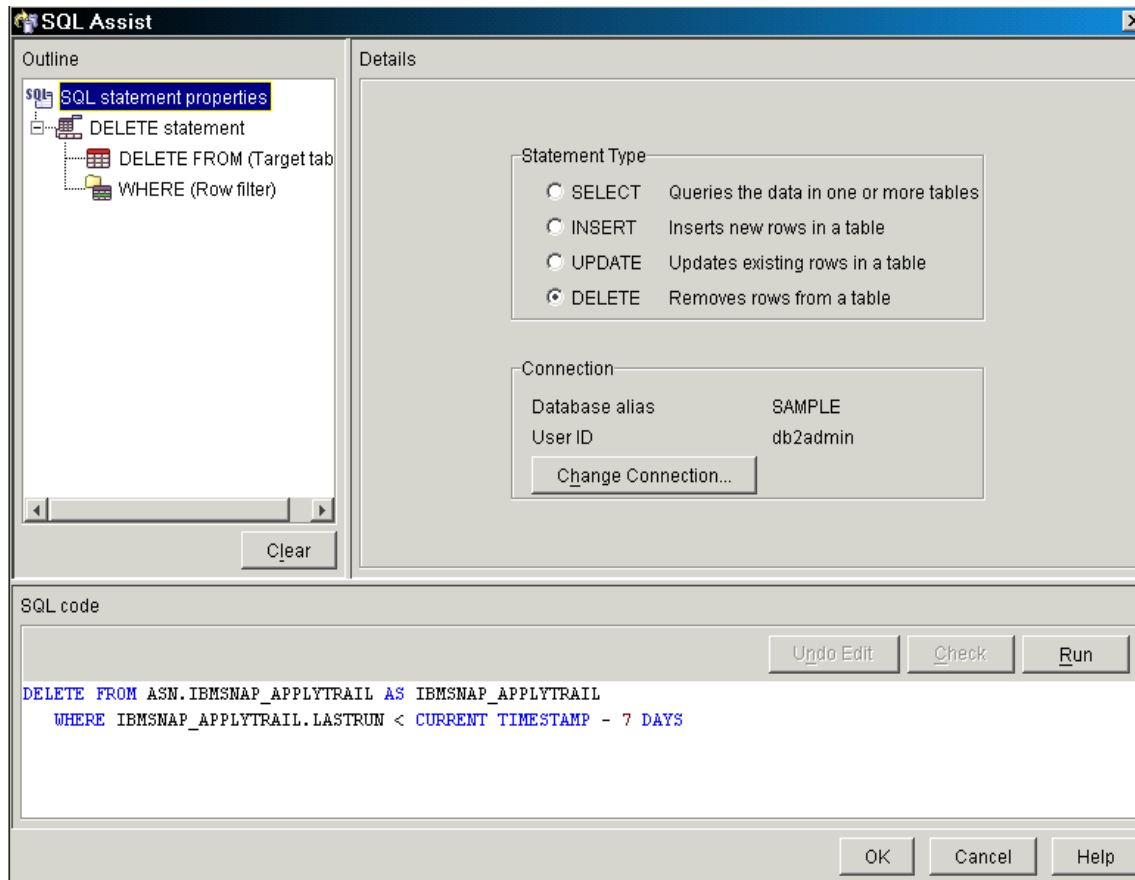 SQL Assist
Outline
Details
SQL statement properties
DELETE statement
DELETE FROM (Target tab
WHERE (Row filter)
Statement Type
SELECT Queries the data in one or more tables
INSERT Inserts new rows in a table
UPDATE Updates existing rows in a table
DELETE Removes rows from a table
Connection
Database alias SAMPLE
User ID db2admin
Change Connection...
Clear
SQL code
Undo Edit Check Run
DELETE FROM ASN.IBMSNAP_APPLYTRAIL AS IBMSNAP_APPLYTRAIL
WHERE IBMSNAP_APPLYTRAIL.LASTRUN < CURRENT TIMESTAMP - 7 DAYS
OK Cancel Help